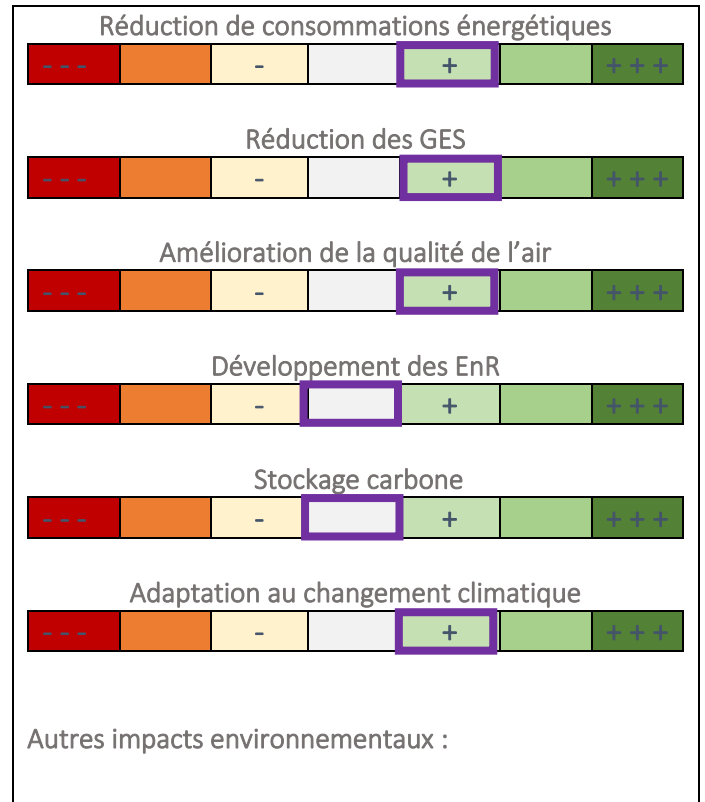 Réduction de consommations énergétiques
- - - - + + + +
Réduction des GES
- - - - + + + +
Amélioration de la qualité de l’air
- - - - + + + +
Développement des EnR
- - - - + + + +
Stockage carbone
- - - - + + + +
Adaptation au changement climatique
- - - - + + + +
Autres impacts environnementaux :